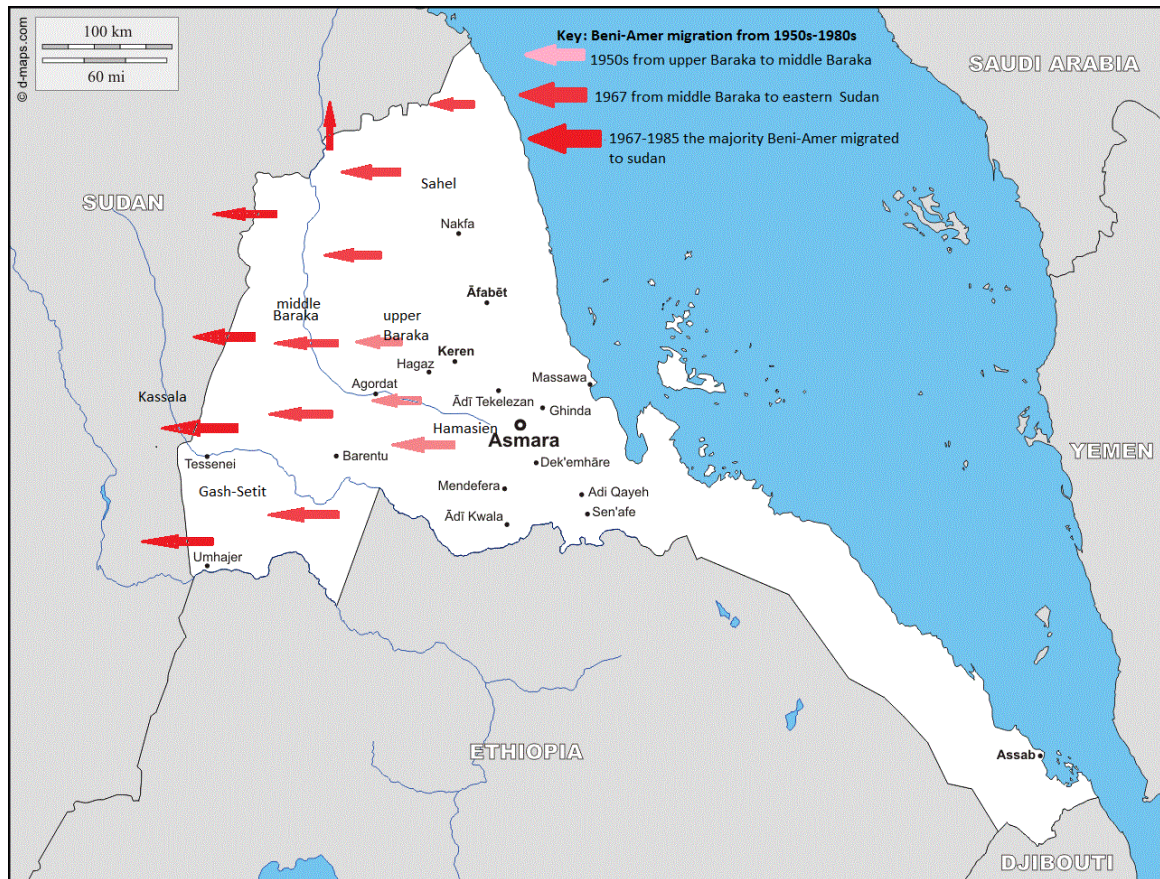 100 km
60 mi
© d-maps.com
Key: Beni-Amer migration from 1950s-1980s
1950s from upper Baraka to middle Baraka
1967 from middle Baraka to eastern Sudan
1967-1985 the majority Beni-Amer migrated
to sudan
SAUDI ARABIA
SUDAN
Sahel
Nakfa
Āfabēt
middle
Baraka
upper
Baraka
Keren
Hagaz
Massawa
Agordat
Kassala
Ādī Tekelezan
Ghinda
Hamasien
Asmara
YEMEN
Tessenei
Barentu
Dek'emhāre
Gash-Setit
Mendefera
Adi Qayeh
Ādī Kwala
Sen'afe
Umhajer
ETHIOPIA
Assab
DJIBOUTI